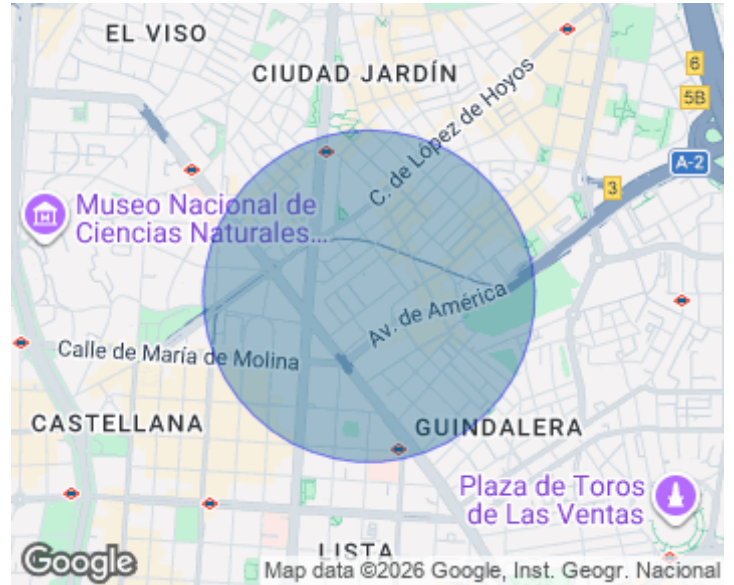 EL VISO
CIUDAD JARDÍN
C. de López de Hoyos
6
5B
A-2
3
Museo Nacional de
Ciencias Naturales...
Av. de América
Calle de María de Molina
CASTELLANA
GUINDALERA
Plaza de Toros
de Las Ventas
LISTA
Google
Map data ©2026 Google, Inst. Geogr. Nacional